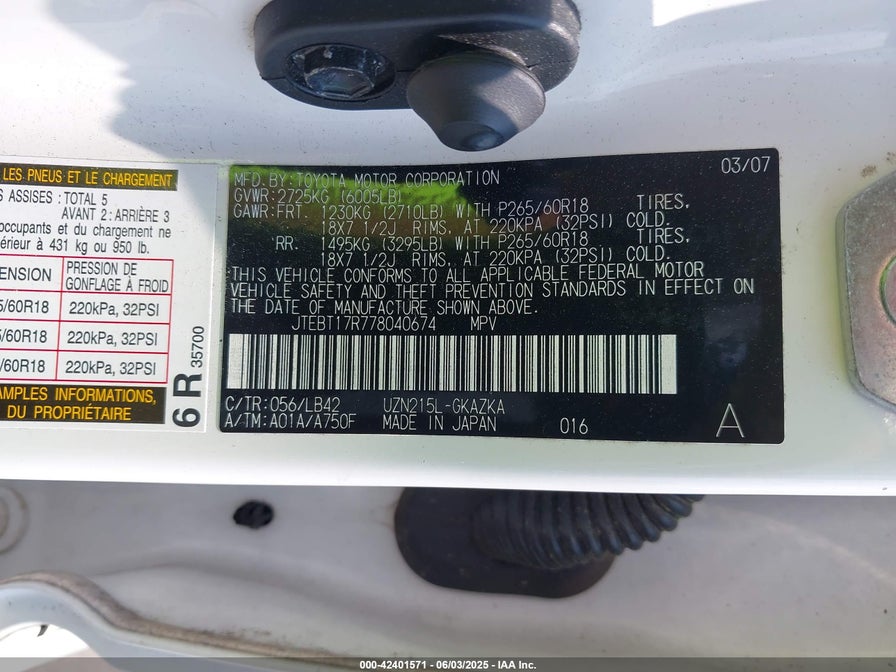 LES PNEUS ET LE CHARGEMENT
ASSISES : TOTAL 5
AVANT 2 : ARRIÈRE 3
occupants et du chargement ne
431 kg ou 950 lb.
PRESSION DE
GONFLAGE À FROID
/60R18 220kPa, 32PSI
/60R18 220kPa, 32PSI
/60R18 220kPa, 32PSI
INFORMATIONS,
DU PROPRIÉTAIRE
6 R 35700
MFD.BY:TOYOTA MOTOR CORPORATION 03/07
GVWR:2725KG (6005LB)
GAWR:FRT. 1230KG (2710LB) WITH P265/60R18 TIRES,
18X7 1/2J RIMS, AT 220KPA (32PSI) COLD.
RR. 1495KG (3295LB) WITH P265/60R18 TIRES,
18X7 1/2J RIMS, AT 220KPA (32PSI) COLD.
THIS VEHICLE CONFORMS TO ALL APPLICABLE FEDERAL MOTOR
VEHICLE SAFETY AND THEFT PREVENTION STANDARDS IN EFFECT ON
THE DATE OF MANUFACTURE SHOWN ABOVE.
JTEBT17R778040674 MPV
C/TR:056/LB42 UZN215L-GKAZKA
A/TM:A01A/A750F MADE IN JAPAN 016 A
000-42401571 - 06/03/2025 - IAA Inc.